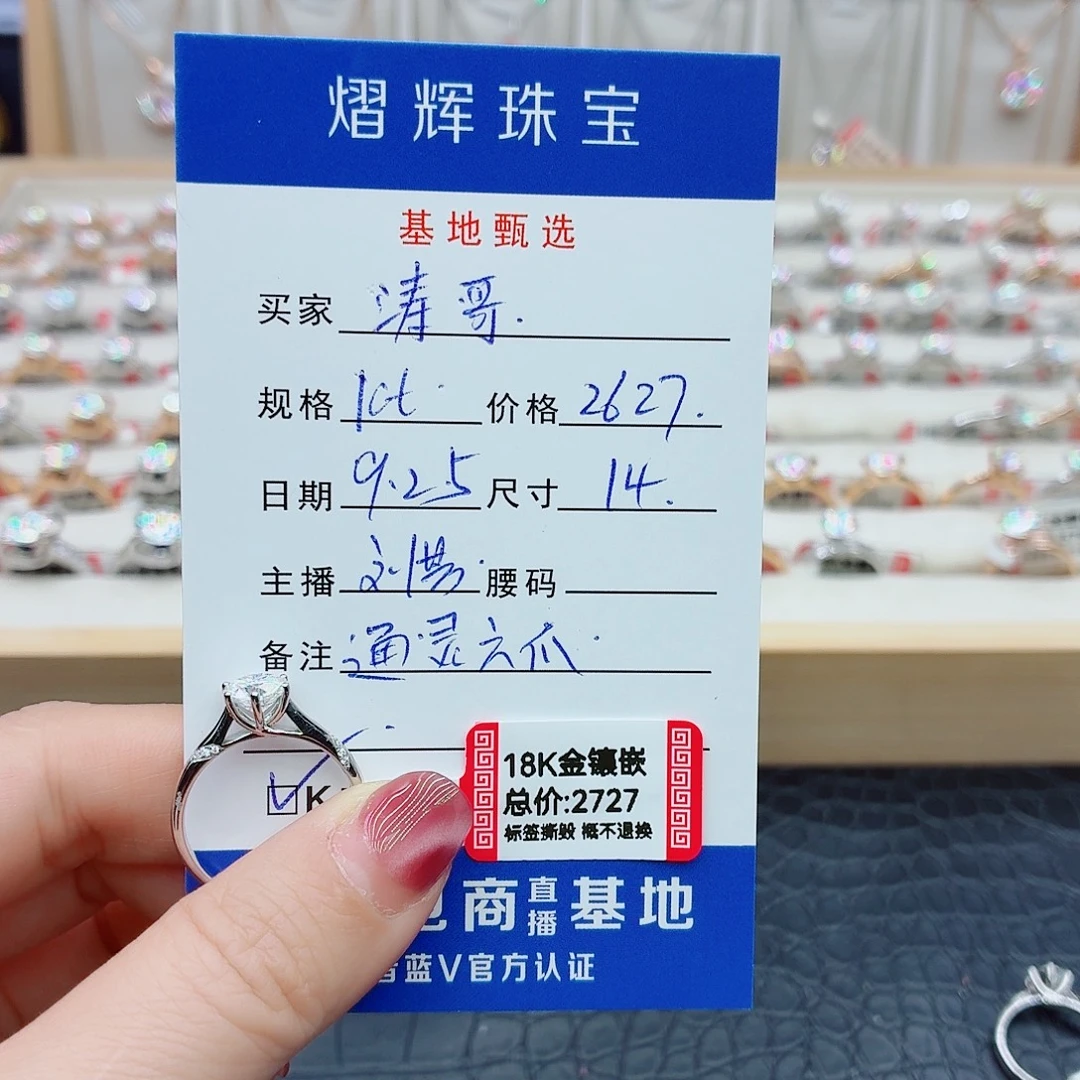 熠辉珠宝
基地甄选
买家 涛哥.
规格 1ct. 价格 2627.
日期 9.25 尺寸 14.
主播 腰码
备注 通灵六爪.
K
18K金镶嵌
总价:2727
标签撕毁 概不退换
商直播基地
蓝V官方认证